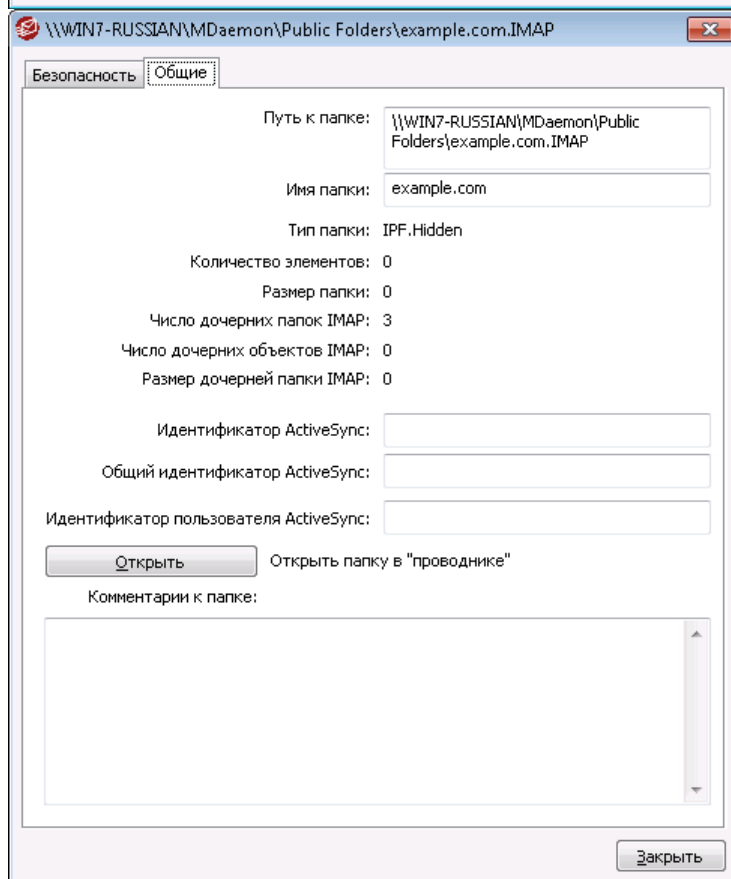 \\WIN7-RUSSIAN\MDaemon\Public Folders\example.com.IMAP
Безопасность Общие
Путь к папке: \\WIN7-RUSSIAN\MDaemon\Public
Folders\example.com.IMAP
Имя папки: example.com
Тип папки: IPF.Hidden
Количество элементов: 0
Размер папки: 0
Число дочерних папок IMAP: 3
Число дочерних объектов IMAP: 0
Размер дочерней папки IMAP: 0
Идентификатор ActiveSync:
Общий идентификатор ActiveSync:
Идентификатор пользователя ActiveSync:
Открыть Открыть папку в "проводнике"
Комментарии к папке:
Закрыть